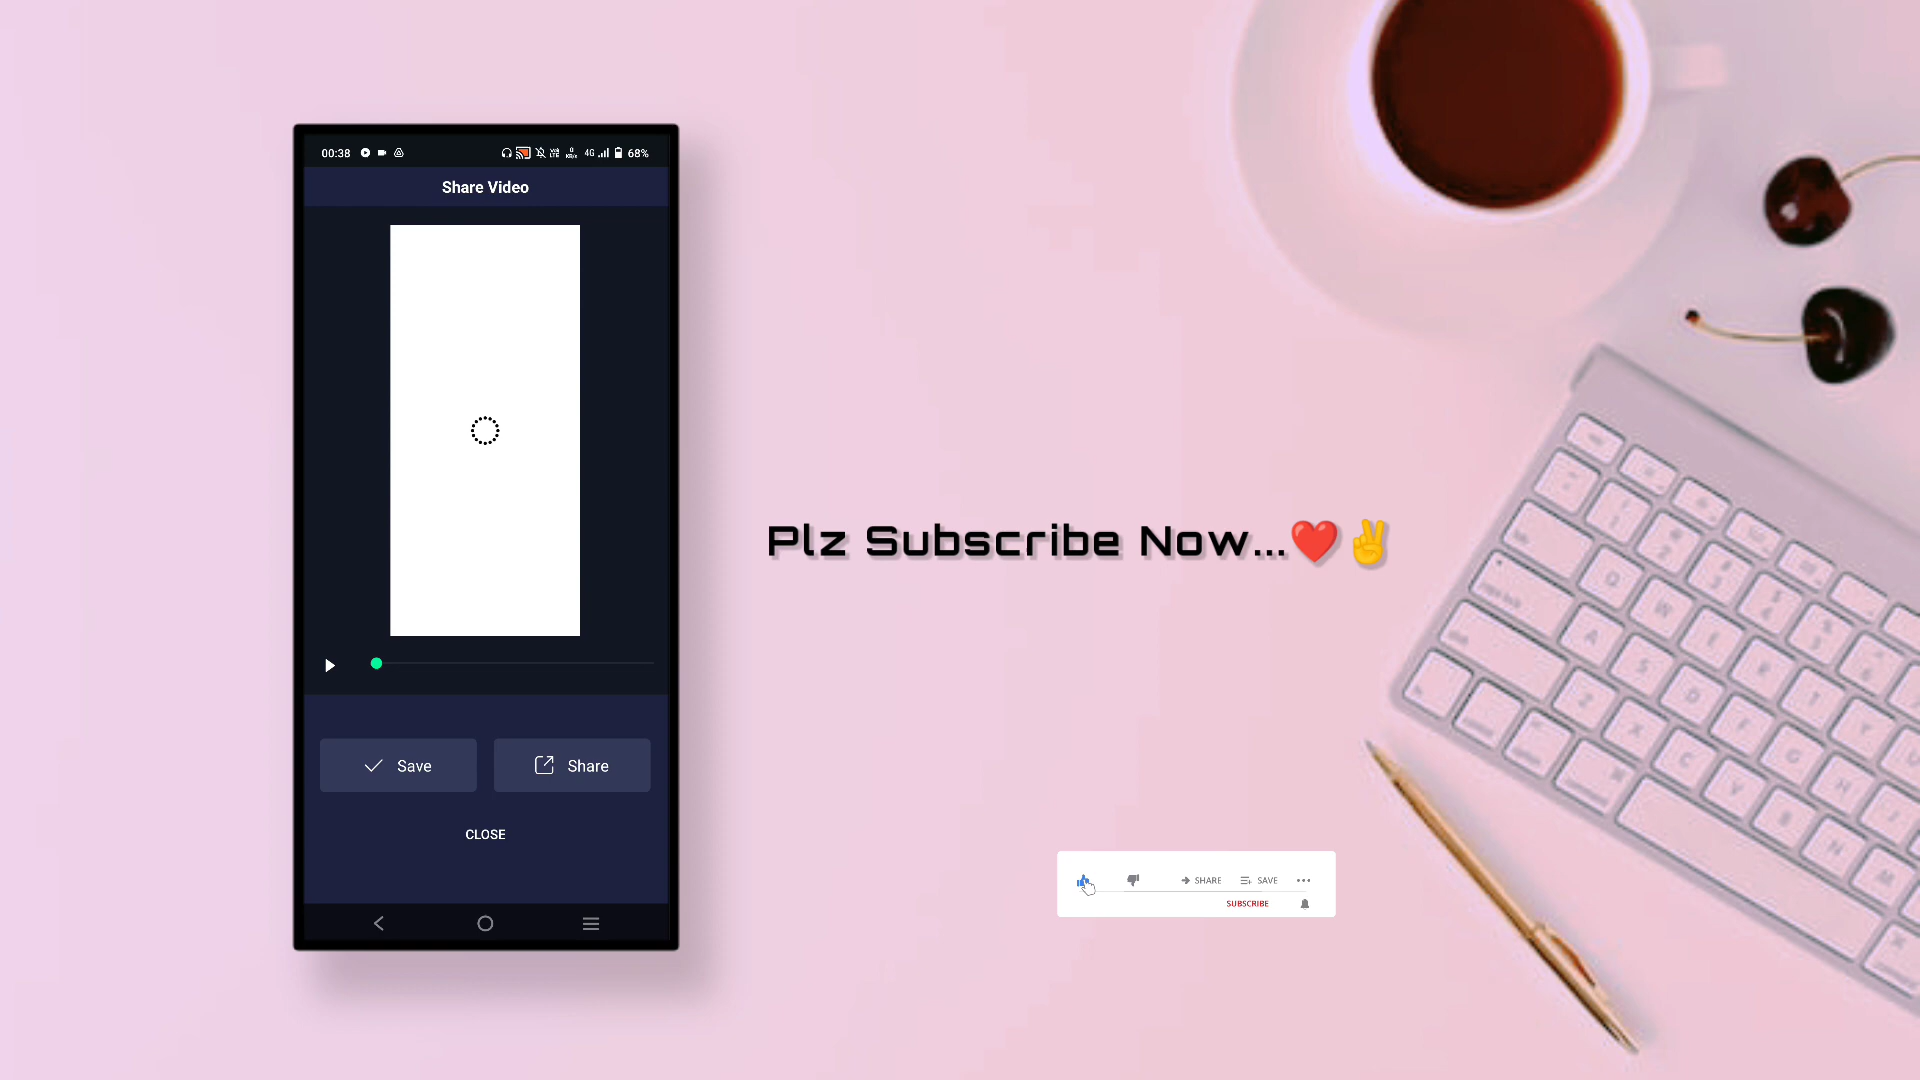 00:38 4G 68%
Share Video
Plz Subscribe Now...❤️✌️
Save Share
CLOSE
SHARE SAVE
SUBSCRIBE
Q W E R T Y
A S D F G H
Z X C V B N M